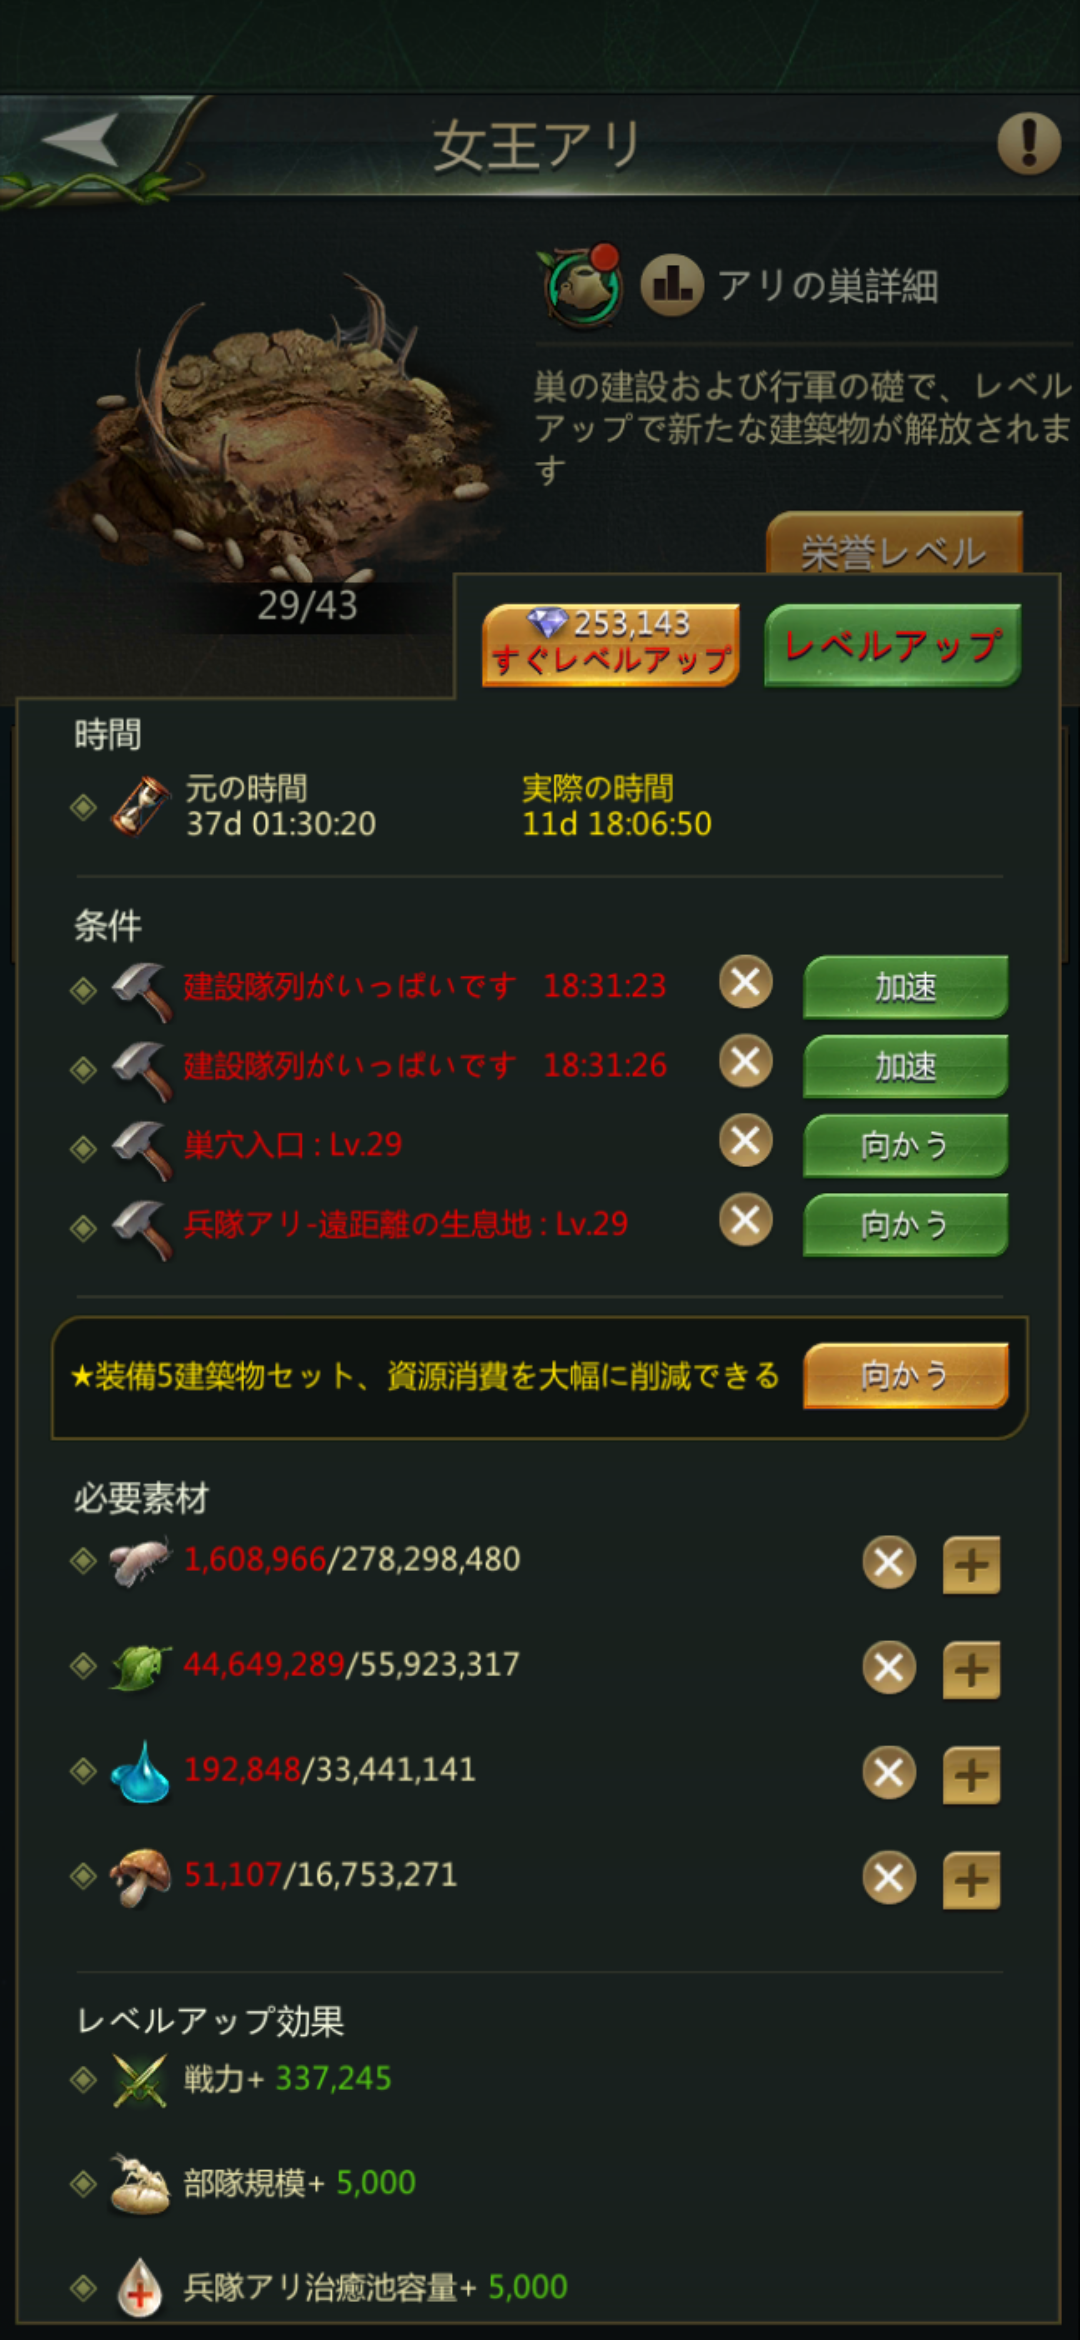 女王アリ
アリの巣詳細
巣の建設および行軍の礎で、レベル
アップで新たな建築物が解放されま
す
栄誉レベル
29/43
253,143
すぐレベルアップ
レベルアップ
時間
元の時間
37d 01:30:20
実際の時間
11d 18:06:50
条件
建設隊列がいっぱいです 18:31:23
加速
建設隊列がいっぱいです 18:31:26
加速
巣穴入口 : Lv.29
向かう
兵隊アリ-遠距離の生息地 : Lv.29
向かう
★装備5建築物セット、資源消費を大幅に削減できる
向かう
必要素材
1,608,966/278,298,480
44,649,289/55,923,317
192,848/33,441,141
51,107/16,753,271
レベルアップ効果
戦力+ 337,245
部隊規模+ 5,000
兵隊アリ治癒池容量+ 5,000